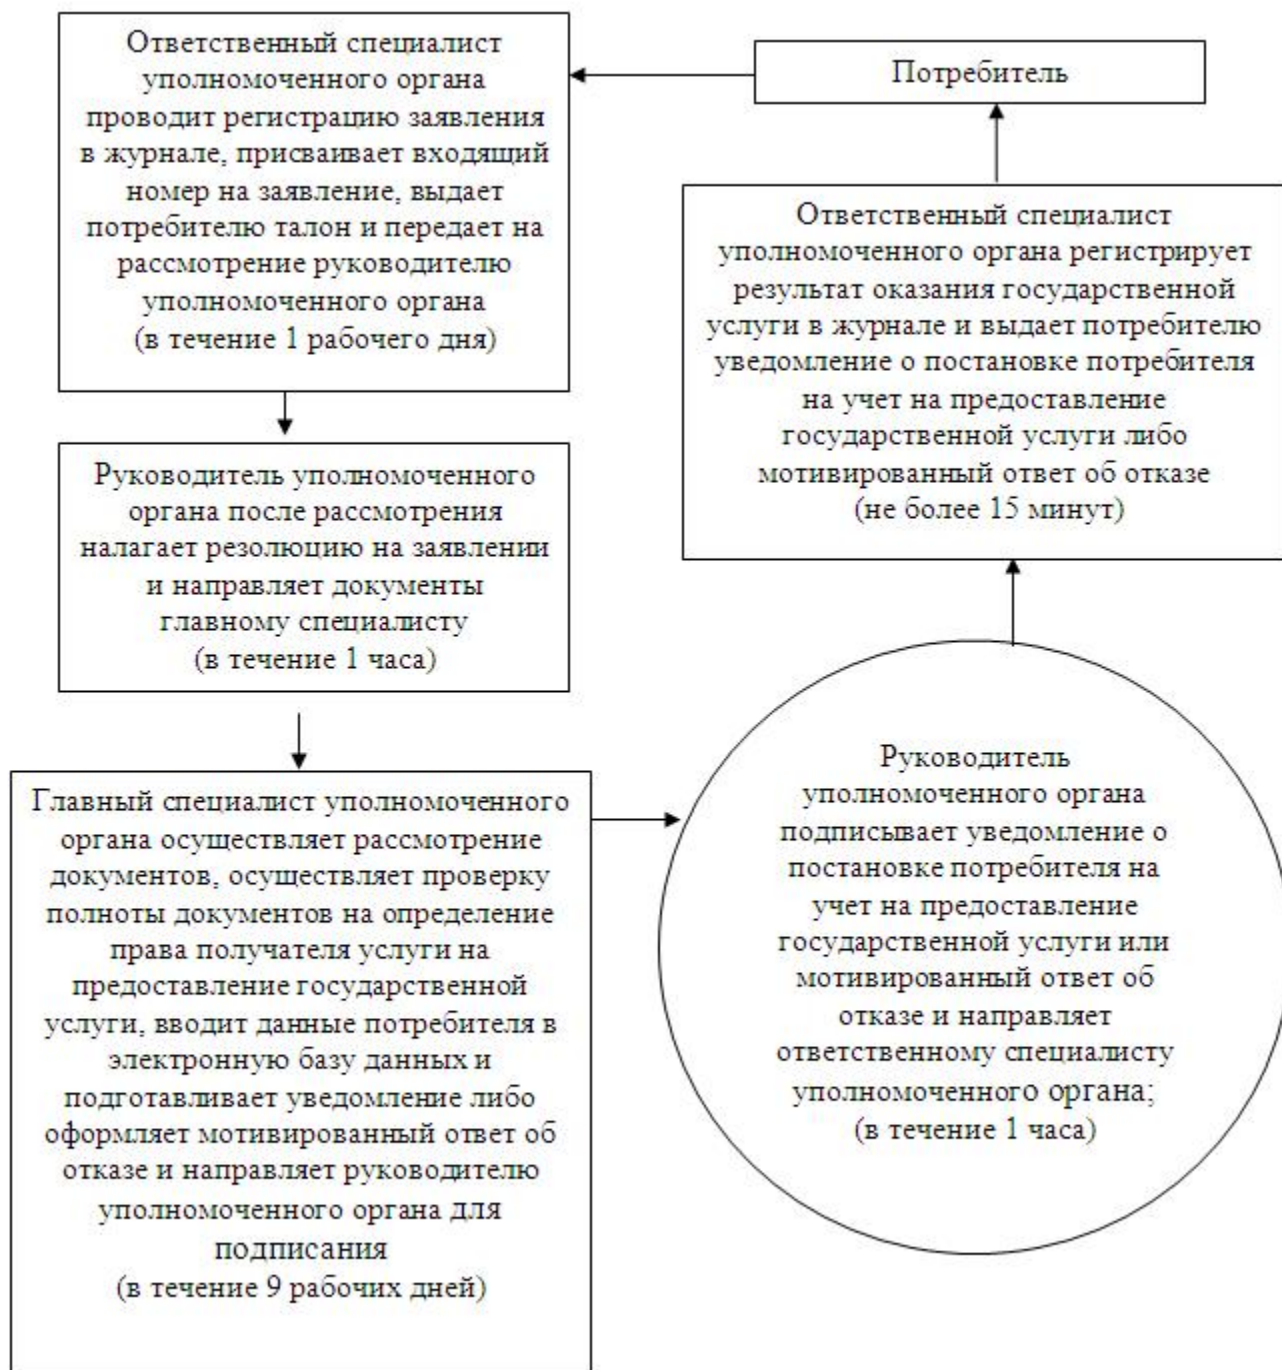 Потребитель
Ответственный специалист
уполномоченного органа
проводит регистрацию заявления
в журнале, присваивает входящий
номер на заявление, выдает
потребителю талон и передает на
рассмотрение руководителю
уполномоченного органа
(в течение 1 рабочего дня)
Руководитель уполномоченного
органа после рассмотрения
налагает резолюцию на заявлении
и направляет документы
главному специалисту
(в течение 1 часа)
Главный специалист уполномоченного
органа осуществляет рассмотрение
документов, осуществляет проверку
полноты документов на определение
права получателя услуги на
предоставление государственной
услуги, вводит данные потребителя в
электронную базу данных и
подготавливает уведомление либо
оформляет мотивированный ответ об
отказе и направляет руководителю
уполномоченного органа для
подписания
(в течение 9 рабочих дней)
Руководитель
уполномоченного органа
подписывает уведомление о
постановке потребителя на
учет на предоставление
государственной услуги или
мотивированный ответ об
отказе и направляет
ответственному специалисту
уполномоченного органа;
(в течение 1 часа)
Ответственный специалист
уполномоченного органа регистрирует
результат оказания государственной
услуги в журнале и выдает потребителю
уведомление о постановке потребителя
на учет на предоставление
государственной услуги либо
мотивированный ответ об отказе
(не более 15 минут)